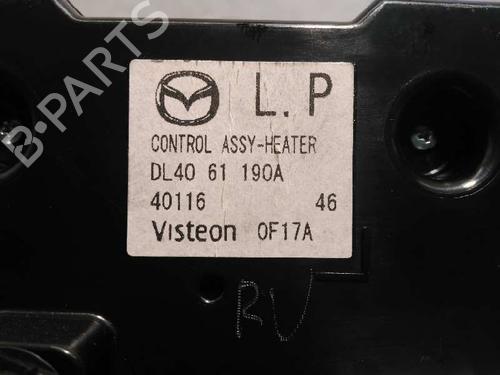 L.P
CONTROL ASSY-HEATER
DL40 61 190A
40116 46
Visteon 0F17A
RV
B-PARTS